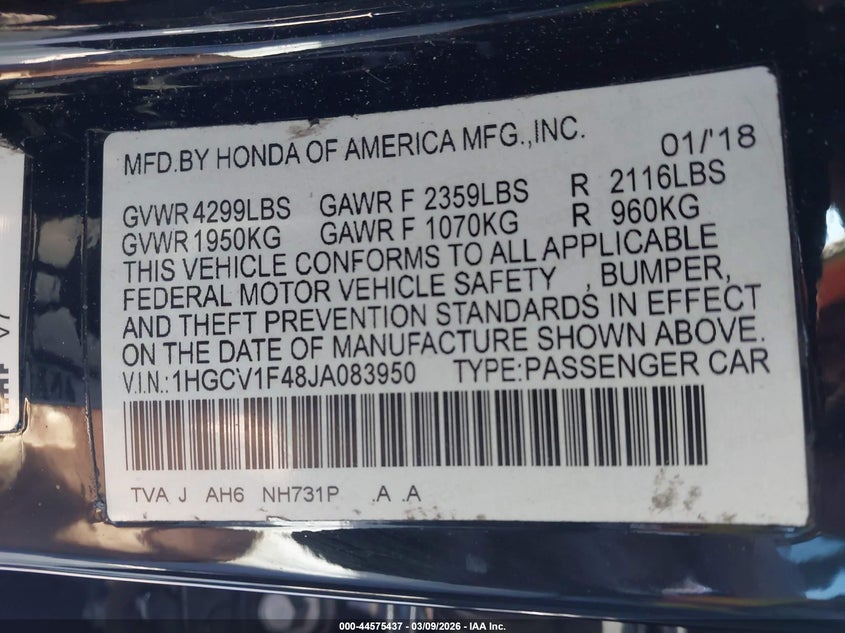 MFD.BY HONDA OF AMERICA MFG.,INC. 01/'18
GVWR 4299LBS GAWR F 2359LBS R 2116LBS
GVWR 1950KG GAWR F 1070KG R 960KG
THIS VEHICLE CONFORMS TO ALL APPLICABLE
FEDERAL MOTOR VEHICLE SAFETY , BUMPER,
AND THEFT PREVENTION STANDARDS IN EFFECT
ON THE DATE OF MANUFACTURE SHOWN ABOVE.
V.I.N.:1HGCV1F48JA083950 TYPE:PASSENGER CAR
TVA J AH6 NH731P .A .A
000-44575437 - 03/09/2026 - IAA Inc.